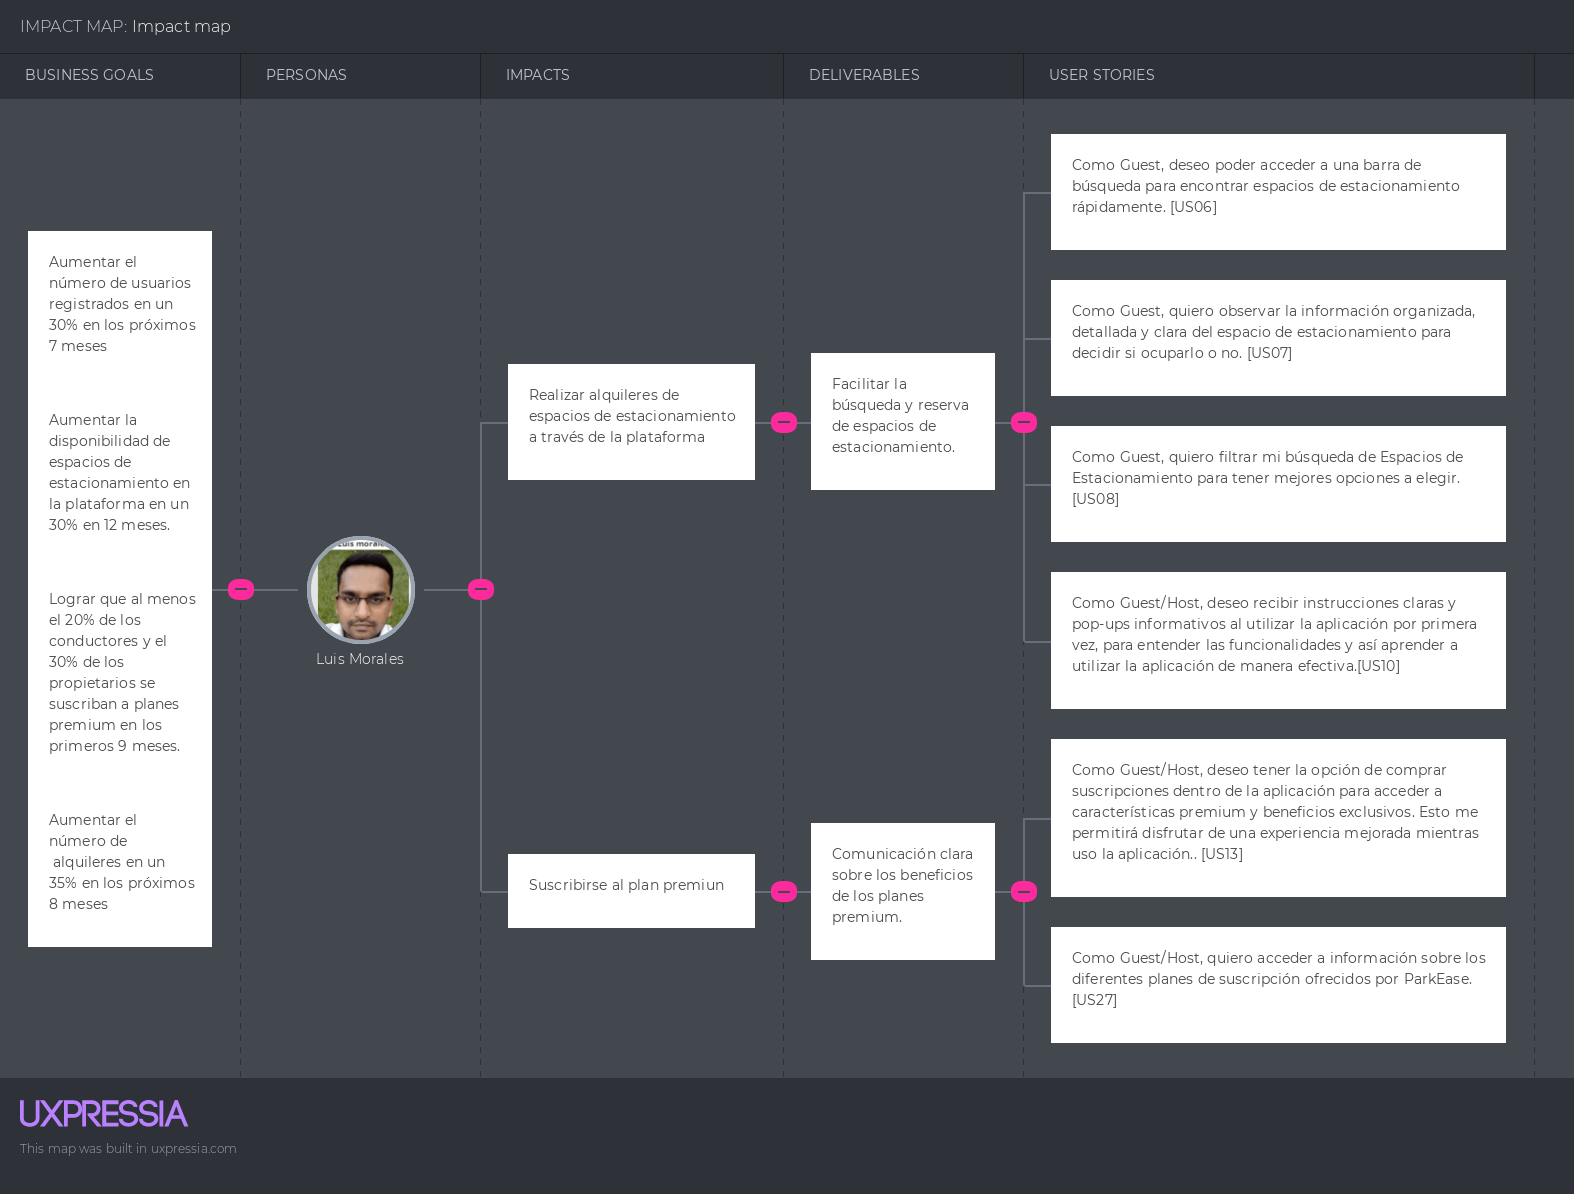 IMPACT MAP: Impact map
BUSINESS GOALS
PERSONAS
IMPACTS
DELIVERABLES
USER STORIES
Aumentar el
número de usuarios
registrados en un
30% en los próximos
7 meses
Aumentar la
disponibilidad de
espacios de
estacionamiento en
la plataforma en un
30% en 12 meses.
Lograr que al menos
el 20% de los
conductores y el
30% de los
propietarios se
suscriban a planes
premium en los
primeros 9 meses.
Aumentar el
número de
alquileres en un
35% en los próximos
8 meses
Luis morales
Luis Morales
Realizar alquileres de
espacios de estacionamiento
a través de la plataforma
Suscribirse al plan premiun
Facilitar la
búsqueda y reserva
de espacios de
estacionamiento.
Comunicación clara
sobre los beneficios
de los planes
premium.
Como Guest, deseo poder acceder a una barra de
búsqueda para encontrar espacios de estacionamiento
rápidamente. [US06]
Como Guest, quiero observar la información organizada,
detallada y clara del espacio de estacionamiento para
decidir si ocuparlo o no. [US07]
Como Guest, quiero filtrar mi búsqueda de Espacios de
Estacionamiento para tener mejores opciones a elegir.
[US08]
Como Guest/Host, deseo recibir instrucciones claras y
pop-ups informativos al utilizar la aplicación por primera
vez, para entender las funcionalidades y así aprender a
utilizar la aplicación de manera efectiva.[US10]
Como Guest/Host, deseo tener la opción de comprar
suscripciones dentro de la aplicación para acceder a
características premium y beneficios exclusivos. Esto me
permitirá disfrutar de una experiencia mejorada mientras
uso la aplicación.. [US13]
Como Guest/Host, quiero acceder a información sobre los
diferentes planes de suscripción ofrecidos por ParkEase.
[US27]
UXPRESSIA
This map was built in uxpressia.com